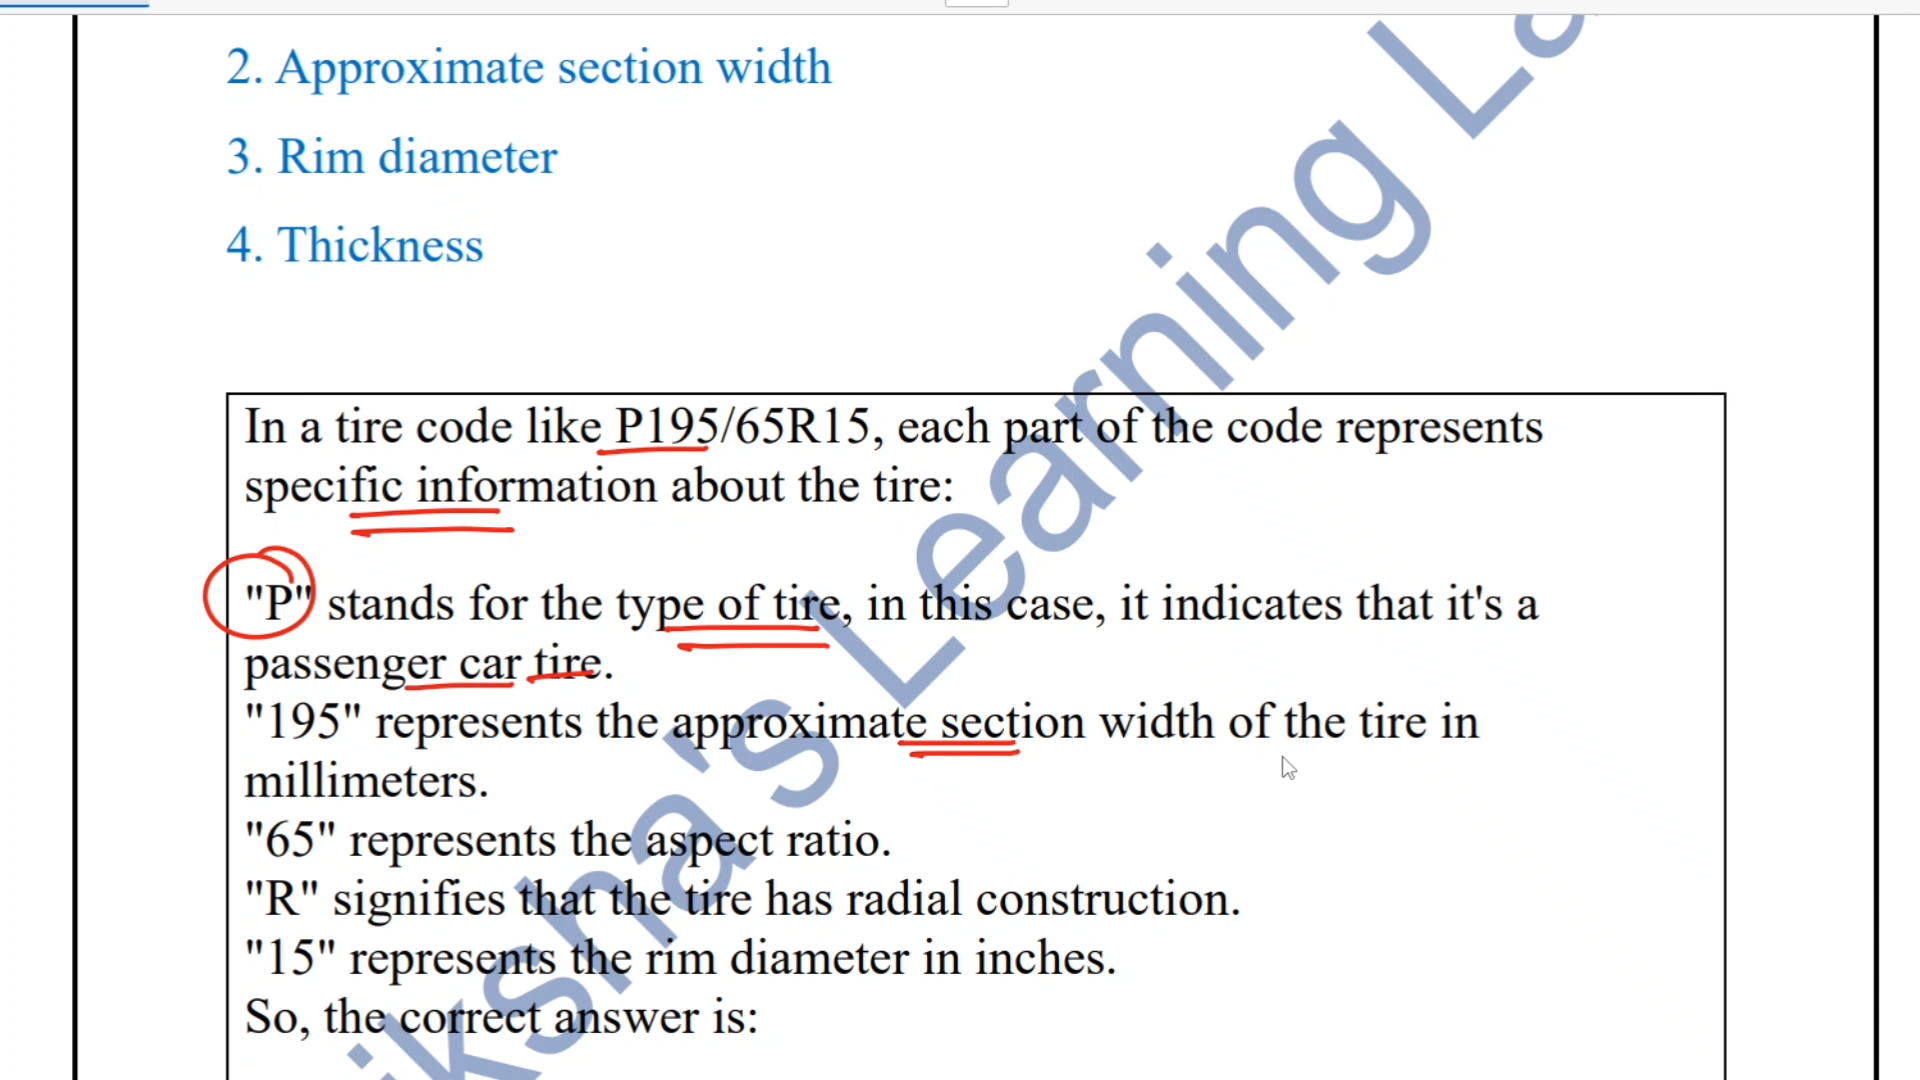 2. Approximate section width
3. Rim diameter
4. Thickness
In a tire code like P195/65R15, each part of the code represents
specific information about the tire:
"P" stands for the type of tire, in this case, it indicates that it's a
passenger car tire.
"195" represents the approximate section width of the tire in
millimeters.
"65" represents the aspect ratio.
"R" signifies that the tire has radial construction.
"15" represents the rim diameter in inches.
So, the correct answer is:
iksha's Learning La